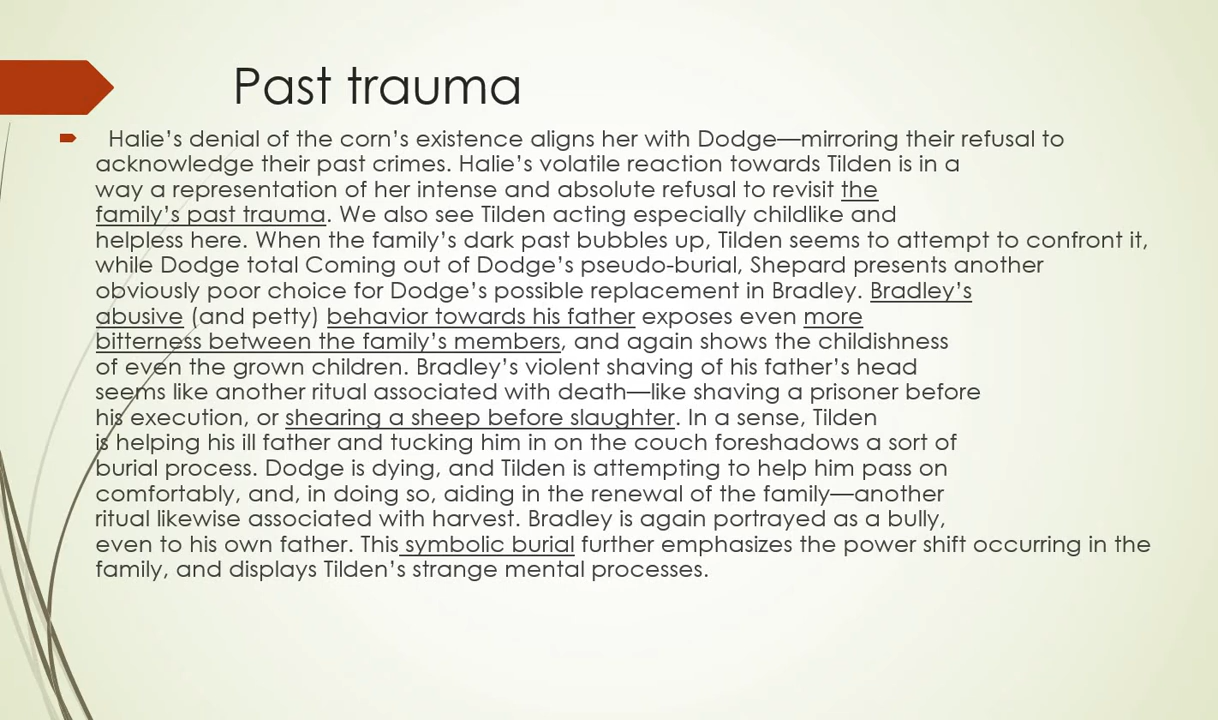 Past trauma
Halie’s denial of the corn’s existence aligns her with Dodge—mirroring their refusal to
acknowledge their past crimes. Halie’s volatile reaction towards Tilden is in a
way a representation of her intense and absolute refusal to revisit the
family’s past trauma. We also see Tilden acting especially childlike and
helpless here. When the family’s dark past bubbles up, Tilden seems to attempt to confront it,
while Dodge total Coming out of Dodge’s pseudo-burial, Shepard presents another
obviously poor choice for Dodge’s possible replacement in Bradley. Bradley’s
abusive (and petty) behavior towards his father exposes even more
bitterness between the family’s members, and again shows the childishness
of even the grown children. Bradley’s violent shaving of his father’s head
seems like another ritual associated with death—like shaving a prisoner before
his execution, or shearing a sheep before slaughter. In a sense, Tilden
is helping his ill father and tucking him in on the couch foreshadows a sort of
burial process. Dodge is dying, and Tilden is attempting to help him pass on
comfortably, and, in doing so, aiding in the renewal of the family—another
ritual likewise associated with harvest. Bradley is again portrayed as a bully,
even to his own father. This symbolic burial further emphasizes the power shift occurring in the
family, and displays Tilden’s strange mental processes.